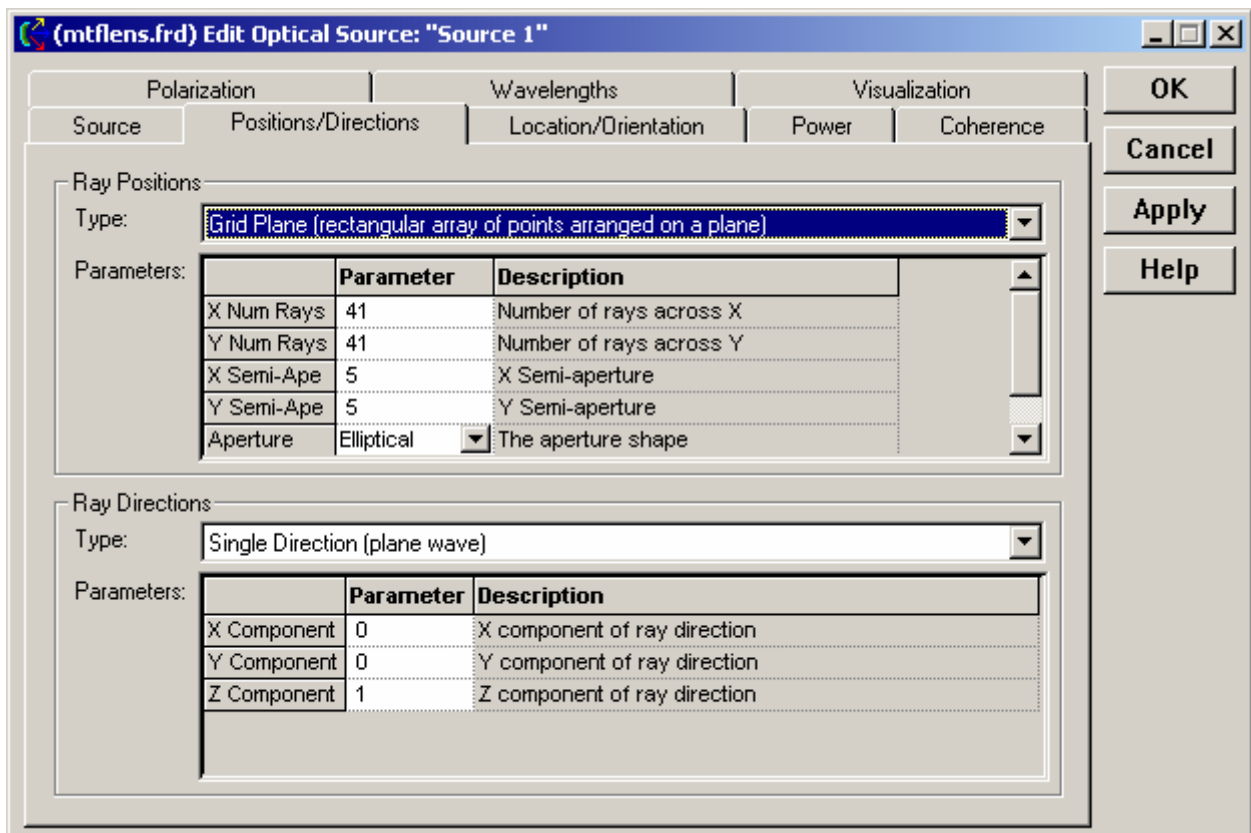 (mtflens.frd) Edit Optical Source: "Source 1"
Polarization Wavelengths Visualization
Source Positions/Directions Location/Orientation Power Coherence
OK
Cancel
Apply
Help
Ray Positions
Type: Grid Plane (rectangular array of points arranged on a plane)
Parameters: Parameter Description
X Num Rays 41 Number of rays across X
Y Num Rays 41 Number of rays across Y
X Semi-Ape 5 X Semi-aperture
Y Semi-Ape 5 Y Semi-aperture
Aperture Elliptical The aperture shape
Ray Directions
Type: Single Direction (plane wave)
Parameters: Parameter Description
X Component 0 X component of ray direction
Y Component 0 Y component of ray direction
Z Component 1 Z component of ray direction